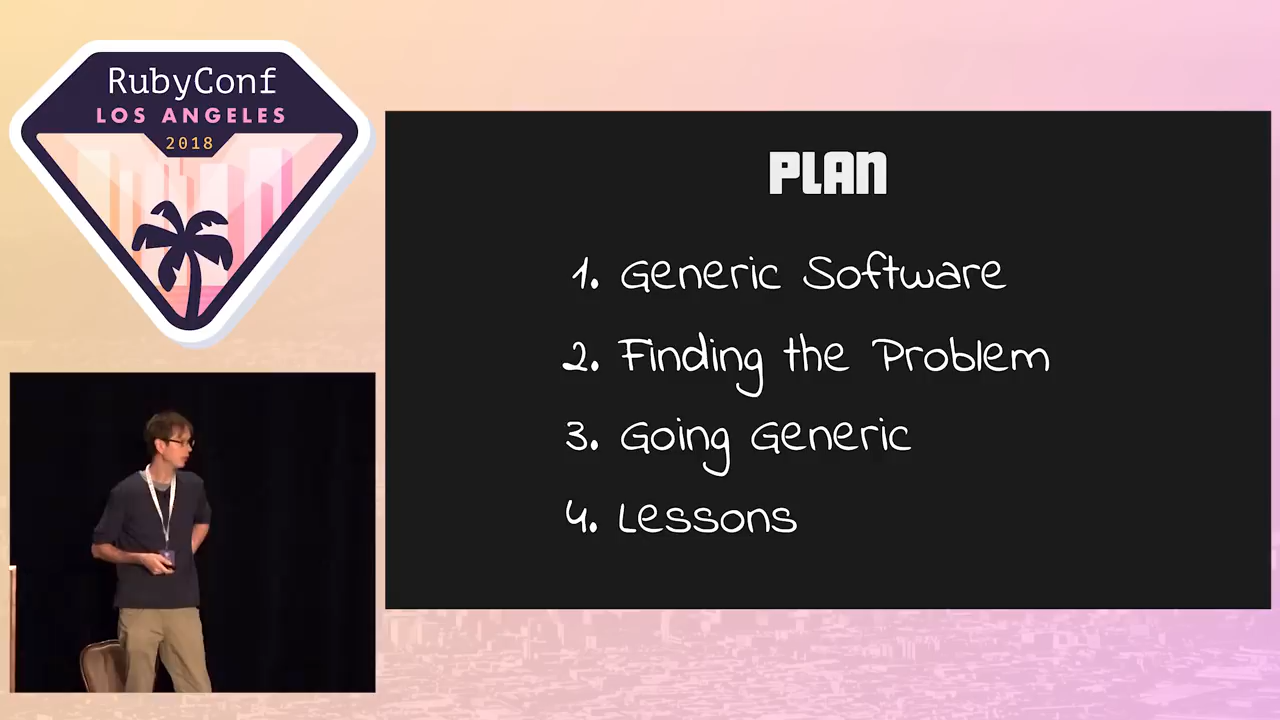 RubyConf
LOS ANGELES
2018
PLAN
1. Generic Software
2. Finding the Problem
3. Going Generic
4. Lessons